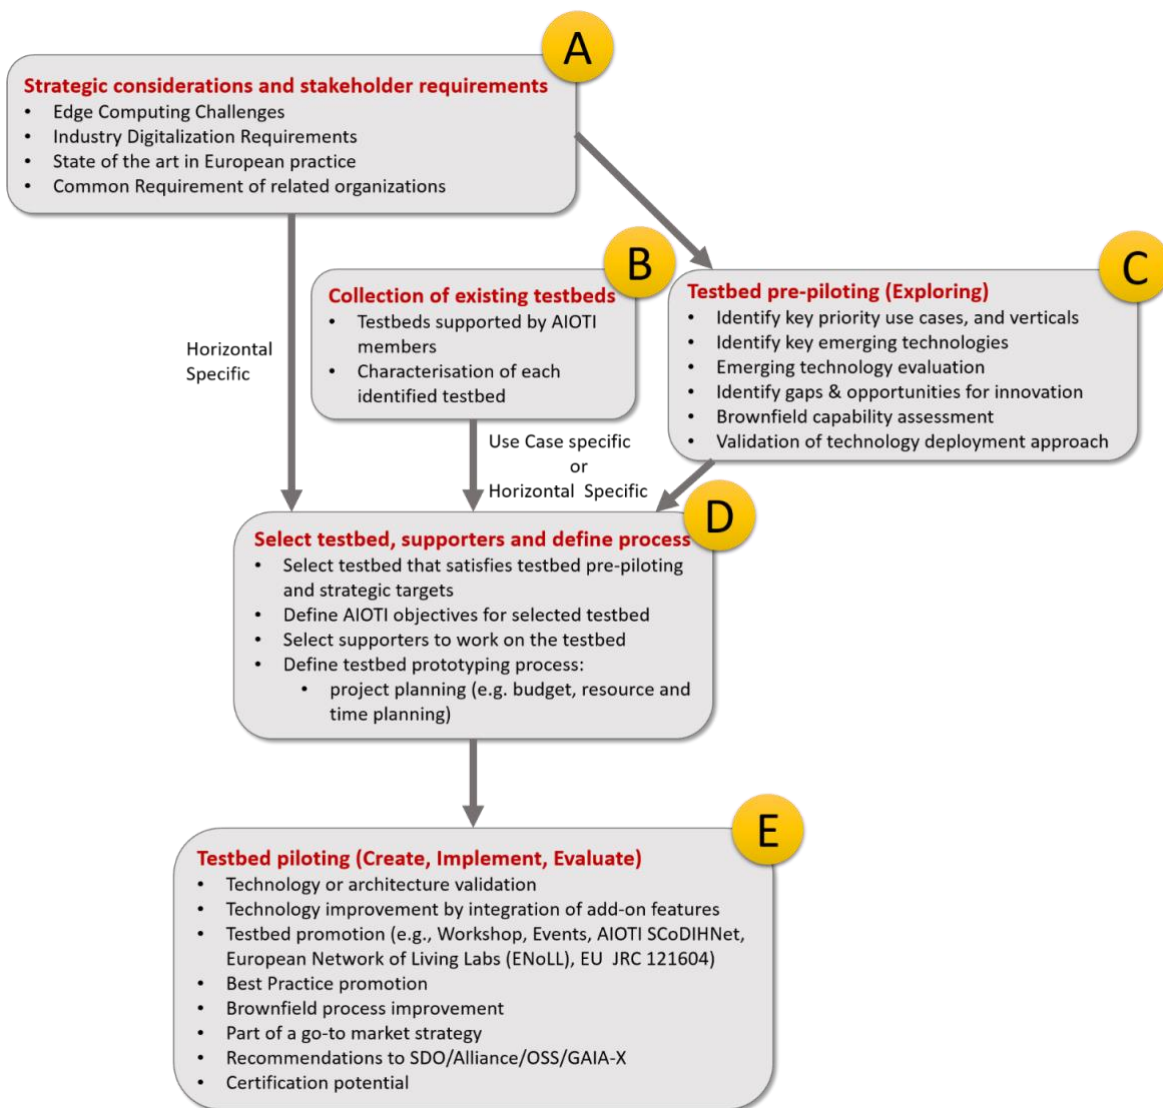 A
Strategic considerations and stakeholder requirements
• Edge Computing Challenges
• Industry Digitalization Requirements
• State of the art in European practice
• Common Requirement of related organizations
Horizontal
Specific
B
Collection of existing testbeds
• Testbeds supported by AIOTI
members
• Characterisation of each
identified testbed
Use Case specific
or
Horizontal Specific
C
Testbed pre-piloting (Exploring)
• Identify key priority use cases, and verticals
• Identify key emerging technologies
• Emerging technology evaluation
• Identify gaps & opportunities for innovation
• Brownfield capability assessment
• Validation of technology deployment approach
D
Select testbed, supporters and define process
• Select testbed that satisfies testbed pre-piloting
and strategic targets
• Define AIOTI objectives for selected testbed
• Select supporters to work on the testbed
• Define testbed prototyping process:
• project planning (e.g. budget, resource and
time planning)
E
Testbed piloting (Create, Implement, Evaluate)
• Technology or architecture validation
• Technology improvement by integration of add-on features
• Testbed promotion (e.g., Workshop, Events, AIOTI SCoDIHNet,
European Network of Living Labs (ENoLL), EU JRC 121604)
• Best Practice promotion
• Brownfield process improvement
• Part of a go-to market strategy
• Recommendations to SDO/Alliance/OSS/GAIA-X
• Certification potential